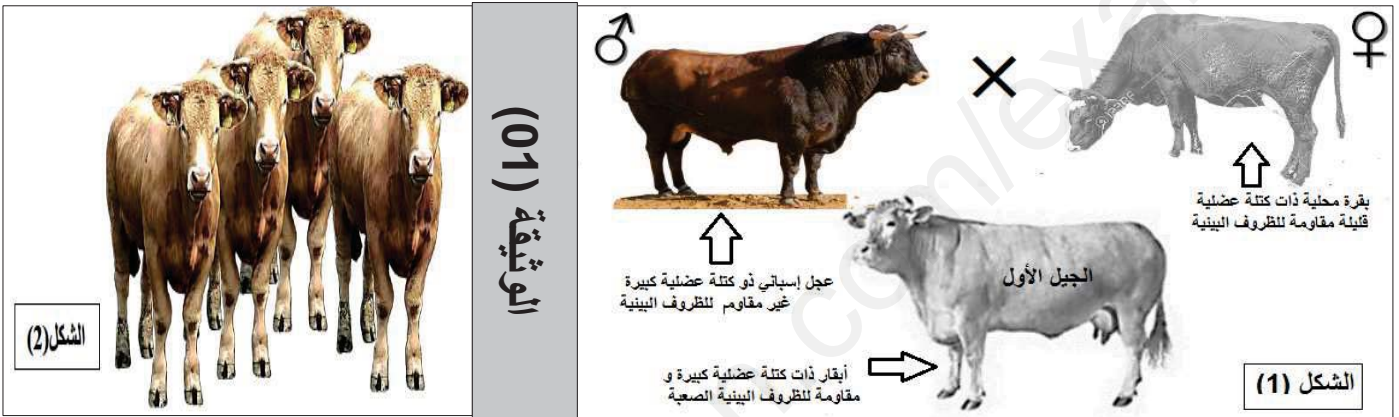 ♂
×
♀
بقرة محلية ذات كتلة عضلية
قليلة مقاومة للظروف البيئية
عجل إسباني ذو كتلة عضلية كبيرة
غير مقاوم للظروف البيئية
الجيل الأول
أبقار ذات كتلة عضلية كبيرة و
مقاومة للظروف البيئية الصعبة
الشكل (1)
الوثيقة (01)
الشكل(2)